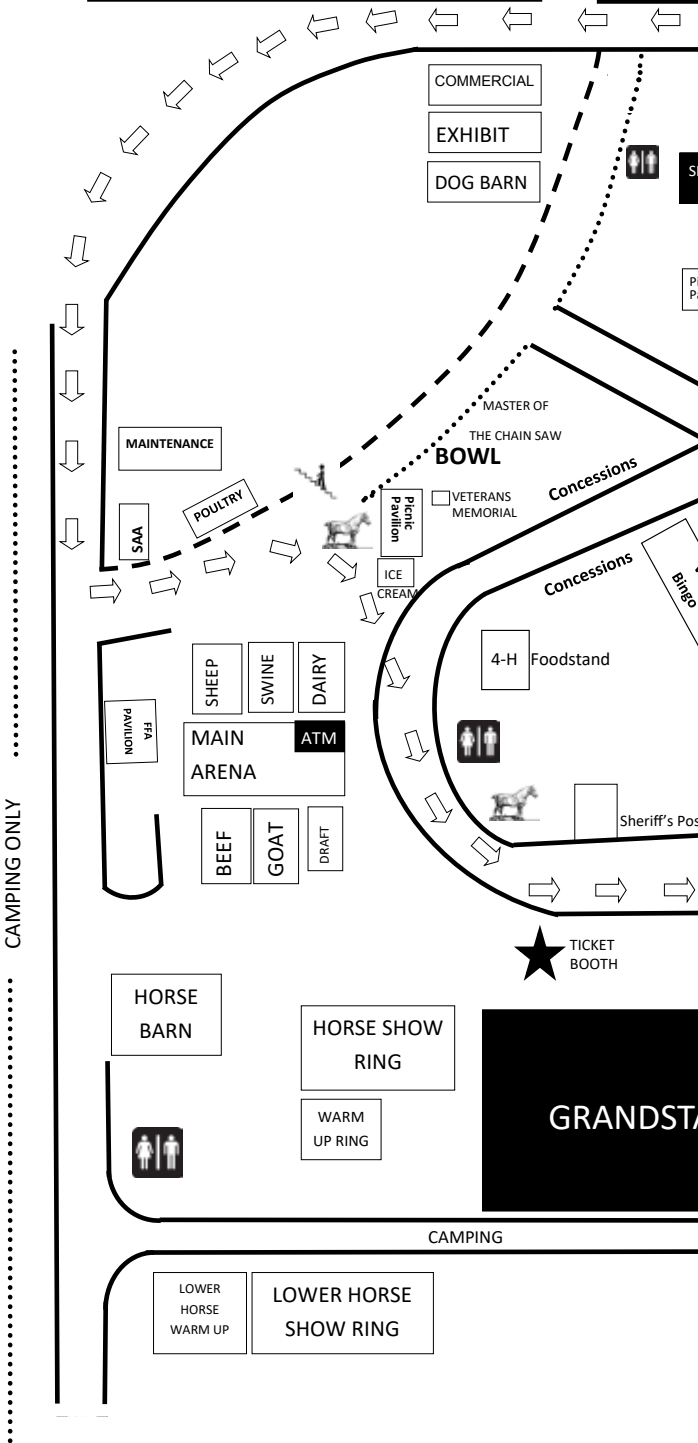 COMMERCIAL
EXHIBIT
DOG BARN
MASTER OF
THE CHAIN SAW
BOWL
Concessions
MAINTENANCE
POULTRY
SAA
Picnic
Pavilion
VETERANS
MEMORIAL
ICE
CREAM
Concessions
Bingo
4-H Foodstand
SHEEP
SWINE
DAIRY
FFA
PAVILION
MAIN
ARENA
ATM
BEEF
GOAT
DRAFT
Sheriff's Pos
CAMPING ONLY
TICKET
BOOTH
HORSE
BARN
HORSE SHOW
RING
WARM
UP RING
GRANDSTA
CAMPING
LOWER
HORSE
WARM UP
LOWER HORSE
SHOW RING